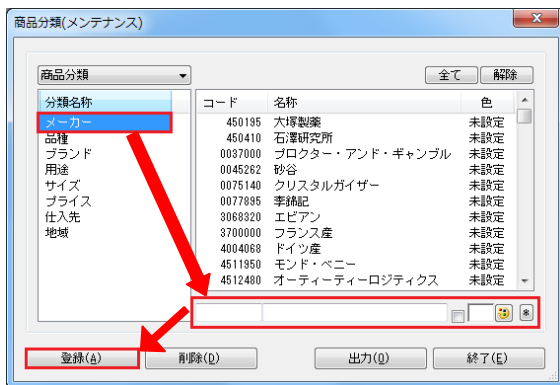 商品分類(メンテナンス)
商品分類
全て 解除
分類名称
メーカー
品種
ブランド
用途
サイズ
プライス
仕入先
地域
コード 名称 色
450195 大塚製薬 未設定
450410 石澤研究所 未設定
0037000 プロクター・アンド・ギャンブル 未設定
0045262 砂谷 未設定
0075140 クリスタルガイザー 未設定
0077895 李錦記 未設定
3068320 エビアン 未設定
3700000 フランス産 未設定
4004068 ドイツ産 未設定
4511950 モンド・ペニー 未設定
4512480 オーティーティーロジティクス 未設定
*
登録(A) 削除(D) 出力(O) 終了(E)